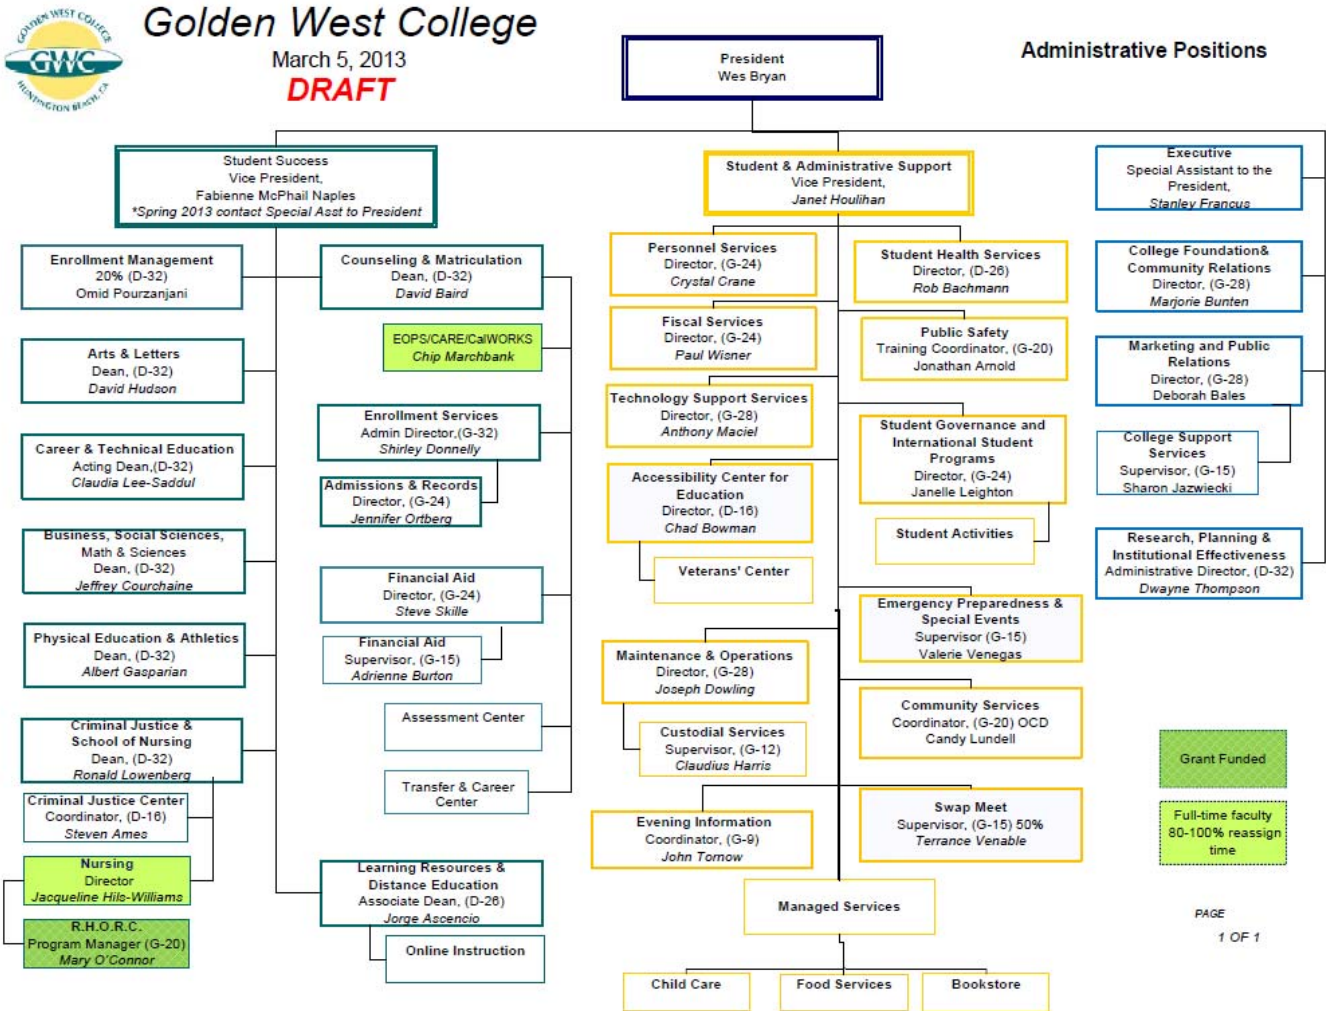 GOLDEN WEST COLLEGE
GWC
HUNTINGTON BEACH, CA
Golden West College
March 5, 2013
DRAFT
Administrative Positions
President
Wes Bryan
Student Success
Vice President,
Fabienne McPhail Naples
*Spring 2013 contact Special Asst to President
Student & Administrative Support
Vice President,
Janet Houlihan
Executive
Special Assistant to the
President,
Stanley Francus
Enrollment Management
20% (D-32)
Omid Pourzanjani
Arts & Letters
Dean, (D-32)
David Hudson
Career & Technical Education
Acting Dean,(D-32)
Claudia Lee-Saddul
Business, Social Sciences,
Math & Sciences
Dean, (D-32)
Jeffrey Courchaine
Physical Education & Athletics
Dean, (D-32)
Albert Gasparian
Criminal Justice &
School of Nursing
Dean, (D-32)
Ronald Lowenberg
Criminal Justice Center
Coordinator, (D-16)
Steven Ames
Nursing
Director
Jacqueline Hils-Williams
R.H.O.R.C.
Program Manager (G-20)
Mary O'Connor
Counseling & Matriculation
Dean, (D-32)
David Baird
EOPS/CARE/CalWORKS
Chip Marchbank
Enrollment Services
Admin Director,(G-32)
Shirley Donnelly
Admissions & Records
Director, (G-24)
Jennifer Ortberg
Financial Aid
Director, (G-24)
Steve Skille
Financial Aid
Supervisor, (G-15)
Adrienne Burton
Assessment Center
Transfer & Career
Center
Learning Resources &
Distance Education
Associate Dean, (D-26)
Jorge Ascencio
Online Instruction
Personnel Services
Director, (G-24)
Crystal Crane
Fiscal Services
Director, (G-24)
Paul Wisner
Technology Support Services
Director, (G-28)
Anthony Maciel
Accessibility Center for
Education
Director, (D-16)
Chad Bowman
Veterans' Center
Maintenance & Operations
Director, (G-28)
Joseph Dowling
Custodial Services
Supervisor, (G-12)
Claudius Harris
Evening Information
Coordinator, (G-9)
John Tornow
Student Health Services
Director, (D-26)
Rob Bachmann
Public Safety
Training Coordinator, (G-20)
Jonathan Arnold
Student Governance and
International Student
Programs
Director, (G-24)
Janelle Leighton
Student Activities
Emergency Preparedness &
Special Events
Supervisor (G-15)
Valerie Venegas
Community Services
Coordinator, (G-20) OCD
Candy Lundell
Swap Meet
Supervisor, (G-15) 50%
Terrance Venable
Managed Services
Child Care
Food Services
Bookstore
College Foundation&
Community Relations
Director, (G-28)
Marjorie Bunten
Marketing and Public
Relations
Director, (G-28)
Deborah Bales
College Support
Services
Supervisor, (G-15)
Sharon Jazwiecki
Research, Planning &
Institutional Effectiveness
Administrative Director, (D-32)
Dwayne Thompson
Grant Funded
Full-time faculty
80-100% reassign
time
PAGE
1 OF 1